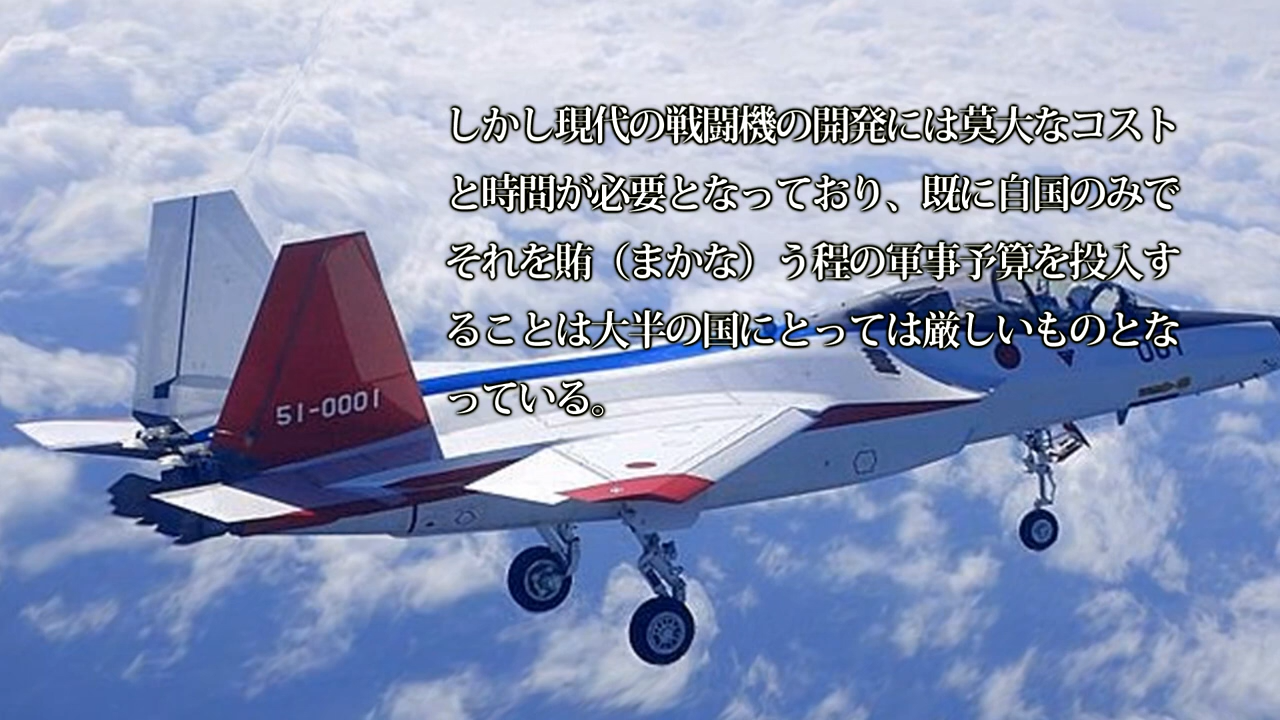 しかし現代の戦闘機の開発には莫大なコスト
と時間が必要となっており、既に自国のみで
それを賄（まかな）う程の軍事予算を投入す
ることは大半の国にとっては厳しいものとな
っている。
51-0001
001